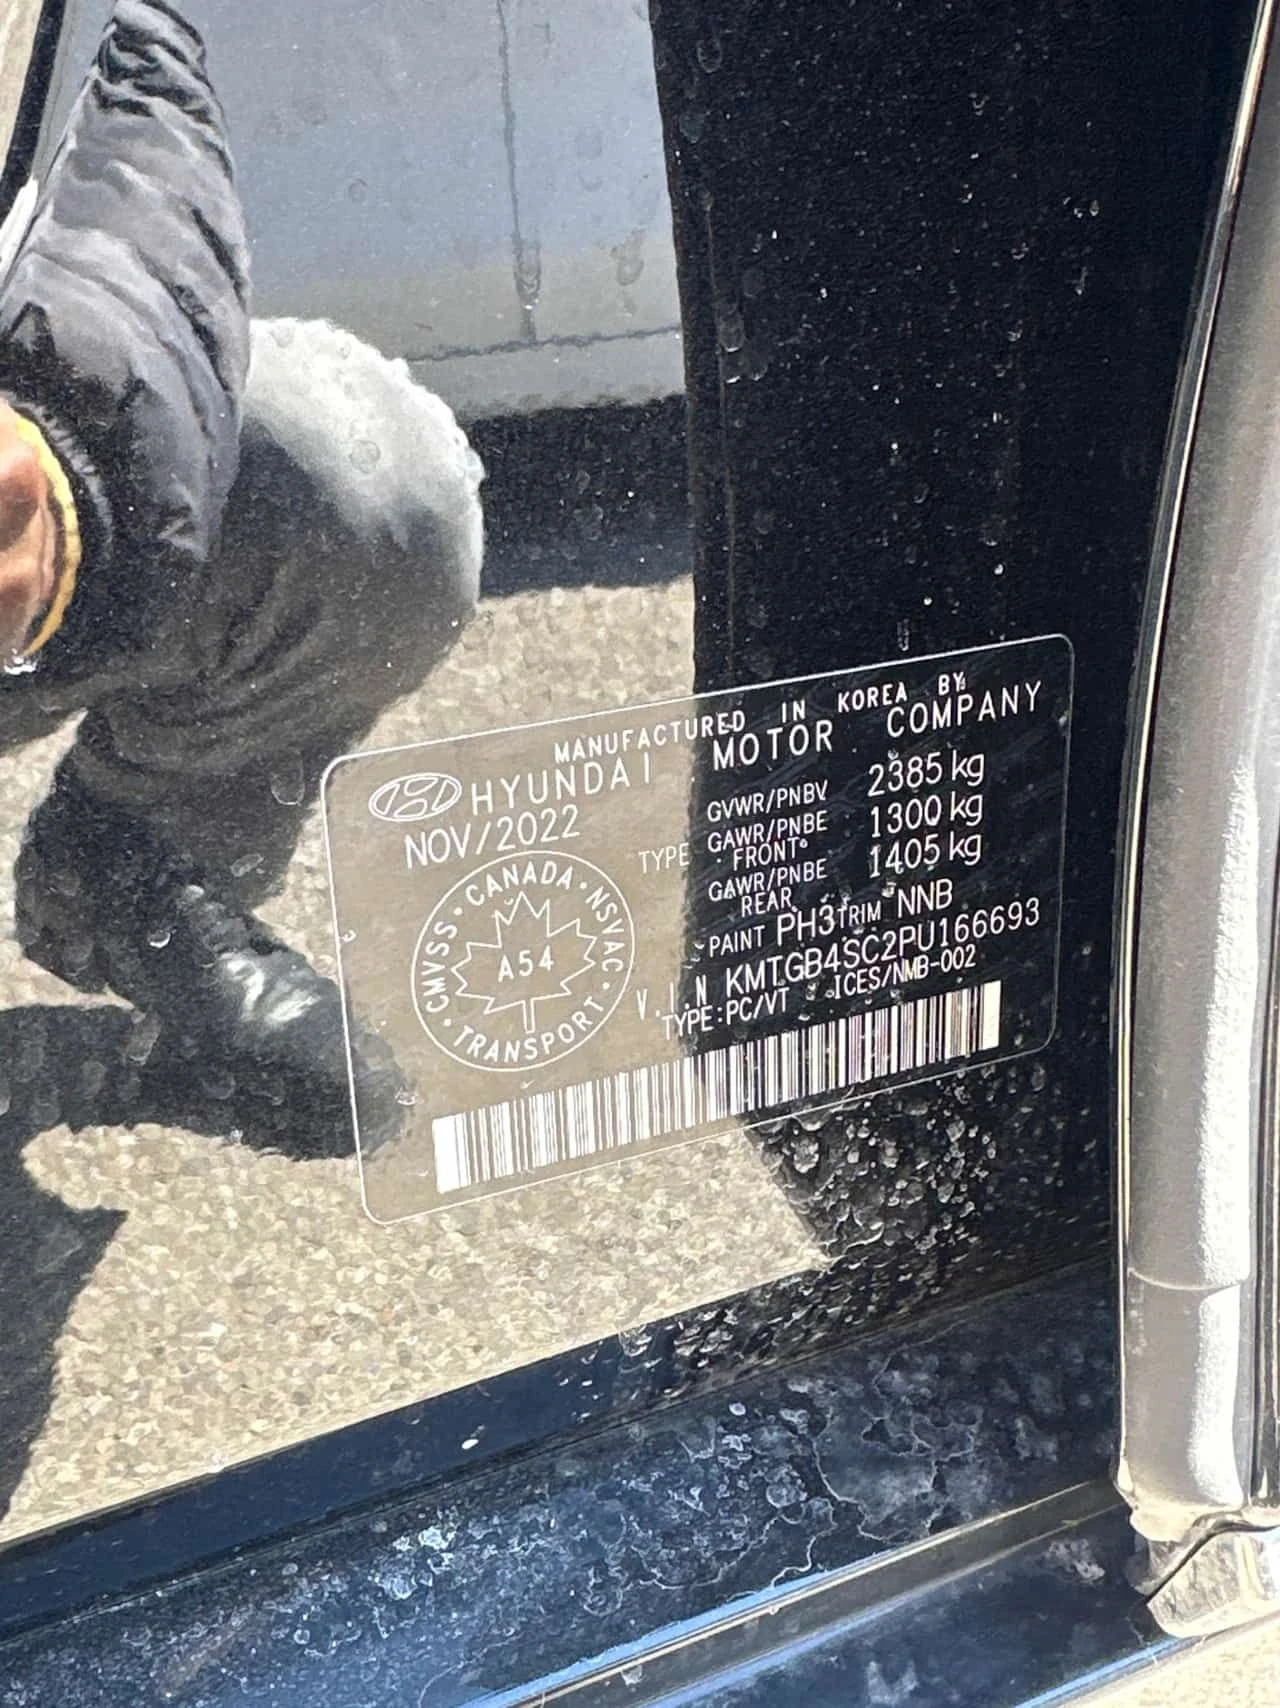 MANUFACTURED IN KOREA BY
HYUNDAI MOTOR COMPANY
NOV/2022
GVWR/PNBV 2385 kg
TYPE GAWR/PNBE FRONT 1300 kg
GAWR/PNBE REAR 1405 kg
PAINT PH3 TRIM NNB
V.I.N KMTGB4SC2PU166693
TYPE:PC/VT ICES/NMB-002
CANADA · NSVAC · TRANSPORT · CMVSS ·
A54